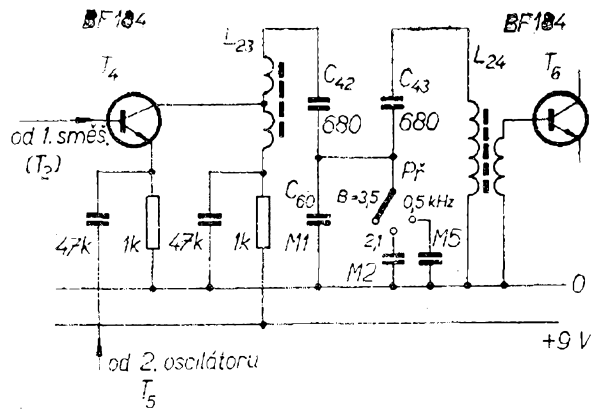 BF184
BF184
L23
T4
C42
C43
L24
T6
680
680
od 1. směš.
(T2)
Př
B=3,5
0,5 kHz
C60
2,1
47k
1k
47k
1k
M1
M2
M5
0
+9 V
od 2. oscilátoru
T5